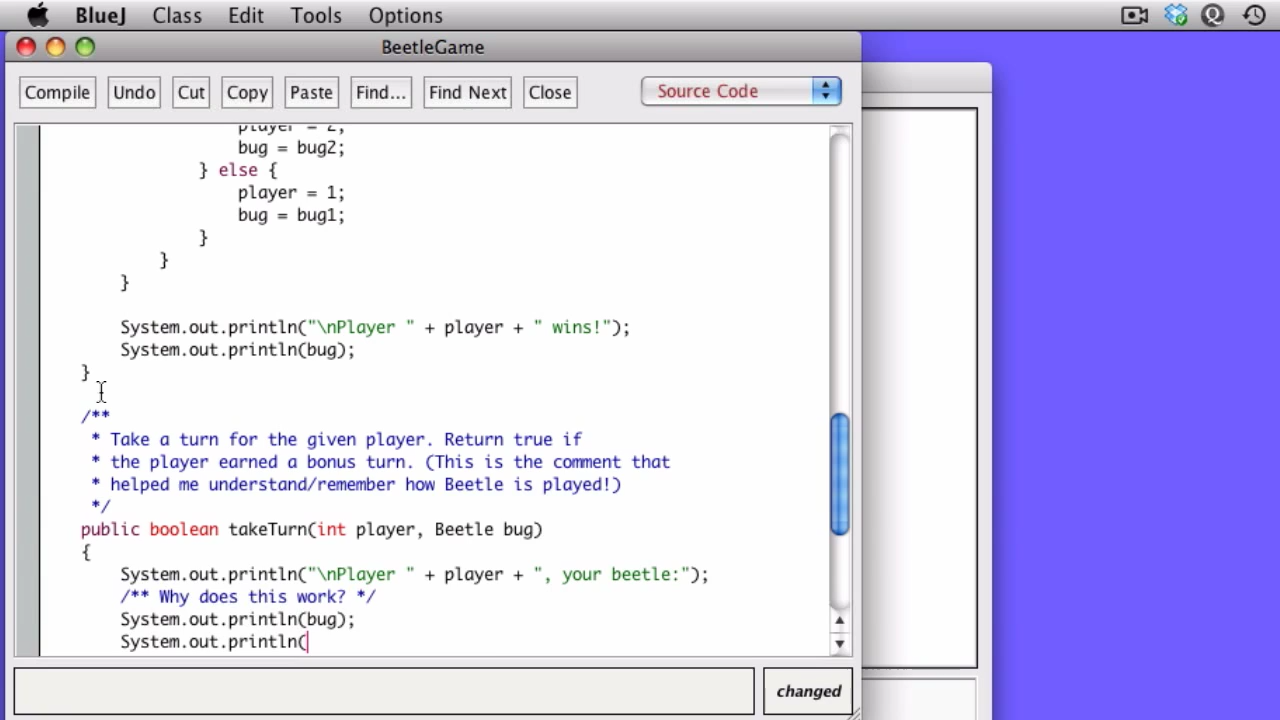 BlueJ Class Edit Tools Options
BeetleGame
Compile Undo Cut Copy Paste Find... Find Next Close Source Code
player = 2;
bug = bug2;
} else {
player = 1;
bug = bug1;
}
}
}
System.out.println("\nPlayer " + player + " wins!");
System.out.println(bug);
}
/**
* Take a turn for the given player. Return true if
* the player earned a bonus turn. (This is the comment that
* helped me understand/remember how Beetle is played!)
*/
public boolean takeTurn(int player, Beetle bug)
{
System.out.println("\nPlayer " + player + ", your beetle:");
/** Why does this work? */
System.out.println(bug);
System.out.println(
changed